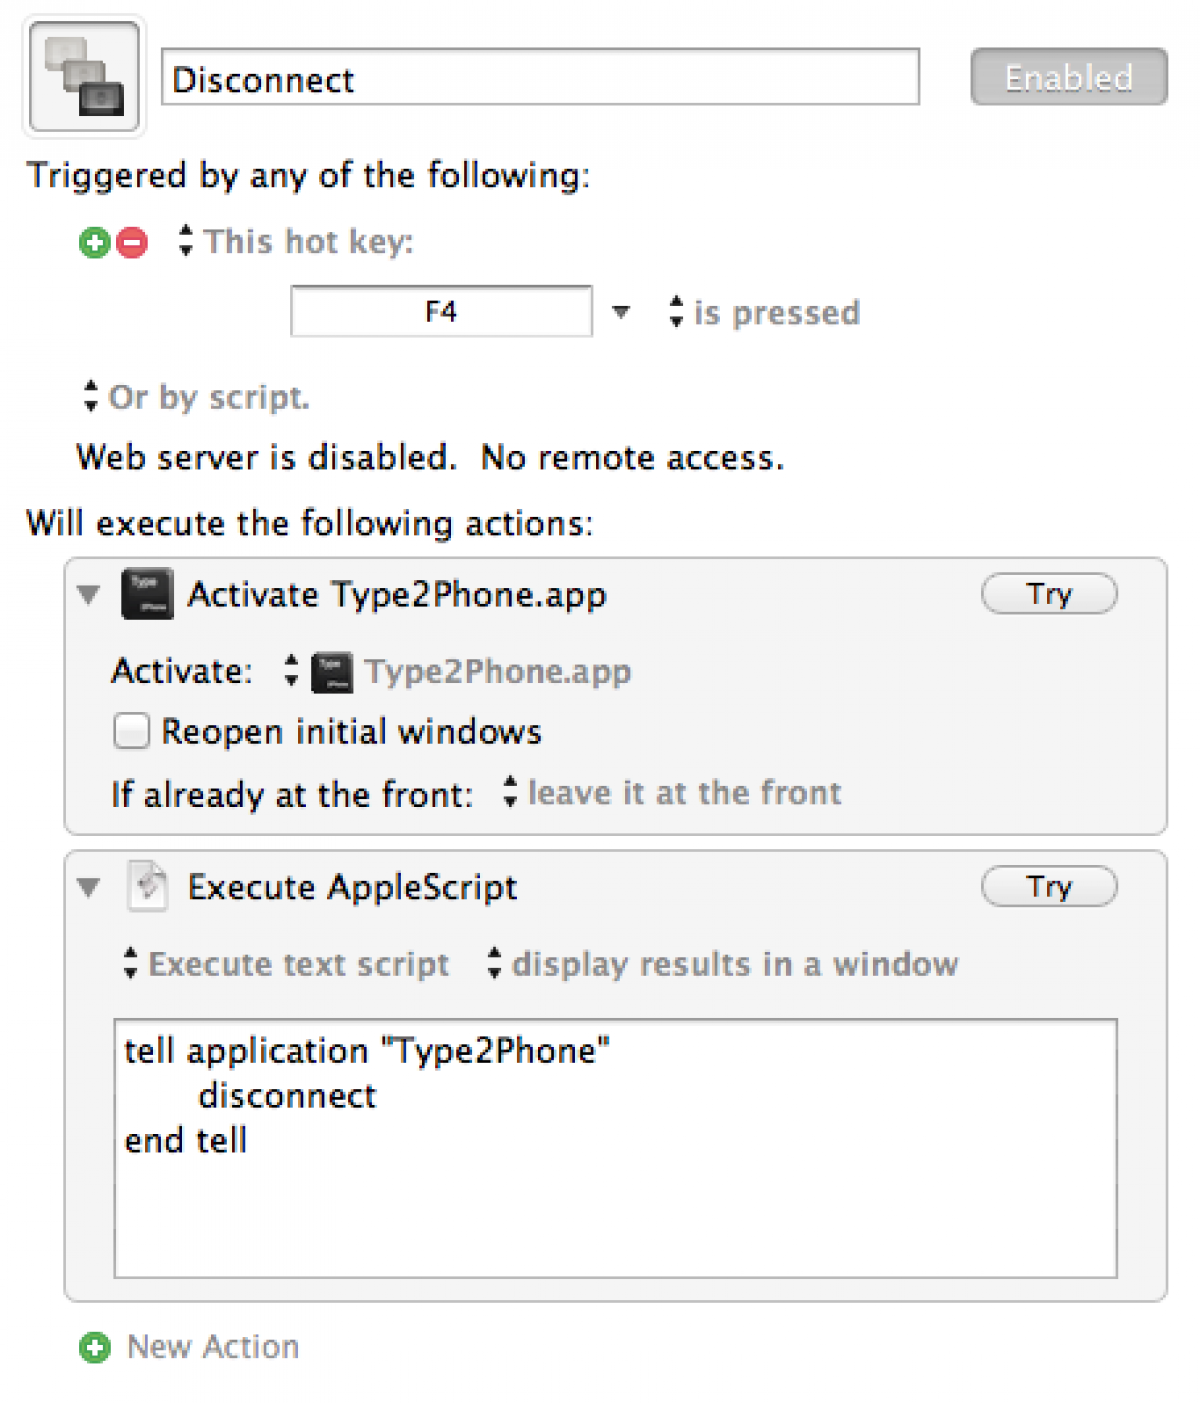 Disconnect
Enabled
Triggered by any of the following:
This hot key:
F4
is pressed
Or by script.
Web server is disabled.  No remote access.
Will execute the following actions:
Type
Activate Type2Phone.app
Try
Activate: Type Type2Phone.app
Reopen initial windows
If already at the front: leave it at the front
Execute AppleScript
Try
Execute text script display results in a window
tell application "Type2Phone"
disconnect
end tell
New Action